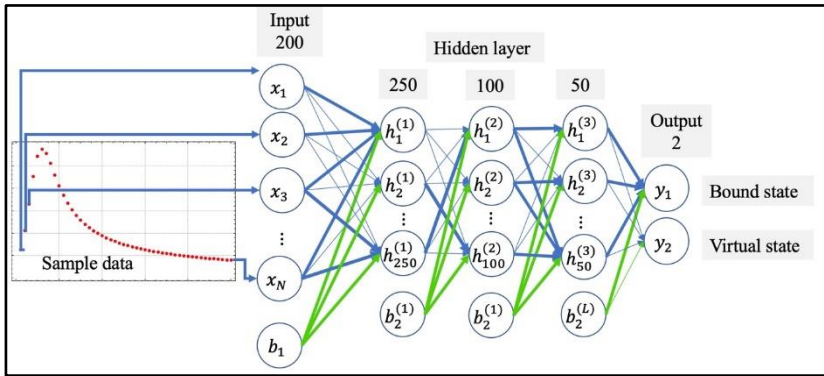 Input
200
Hidden layer
250
100
50
Output
2
x₁
x₂
x₃
⋮
x_N
b₁
h₁⁽¹⁾
h₂⁽¹⁾
⋯
h₂₅₀⁽¹⁾
b₂⁽¹⁾
h₁⁽²⁾
h₂⁽²⁾
⋯
h₁₀₀⁽²⁾
b₂⁽¹⁾
h₁⁽³⁾
h₂⁽³⁾
⋯
h₅₀⁽³⁾
b₂⁽ᴸ⁾
y₁
y₂
Bound state
Virtual state
Sample data